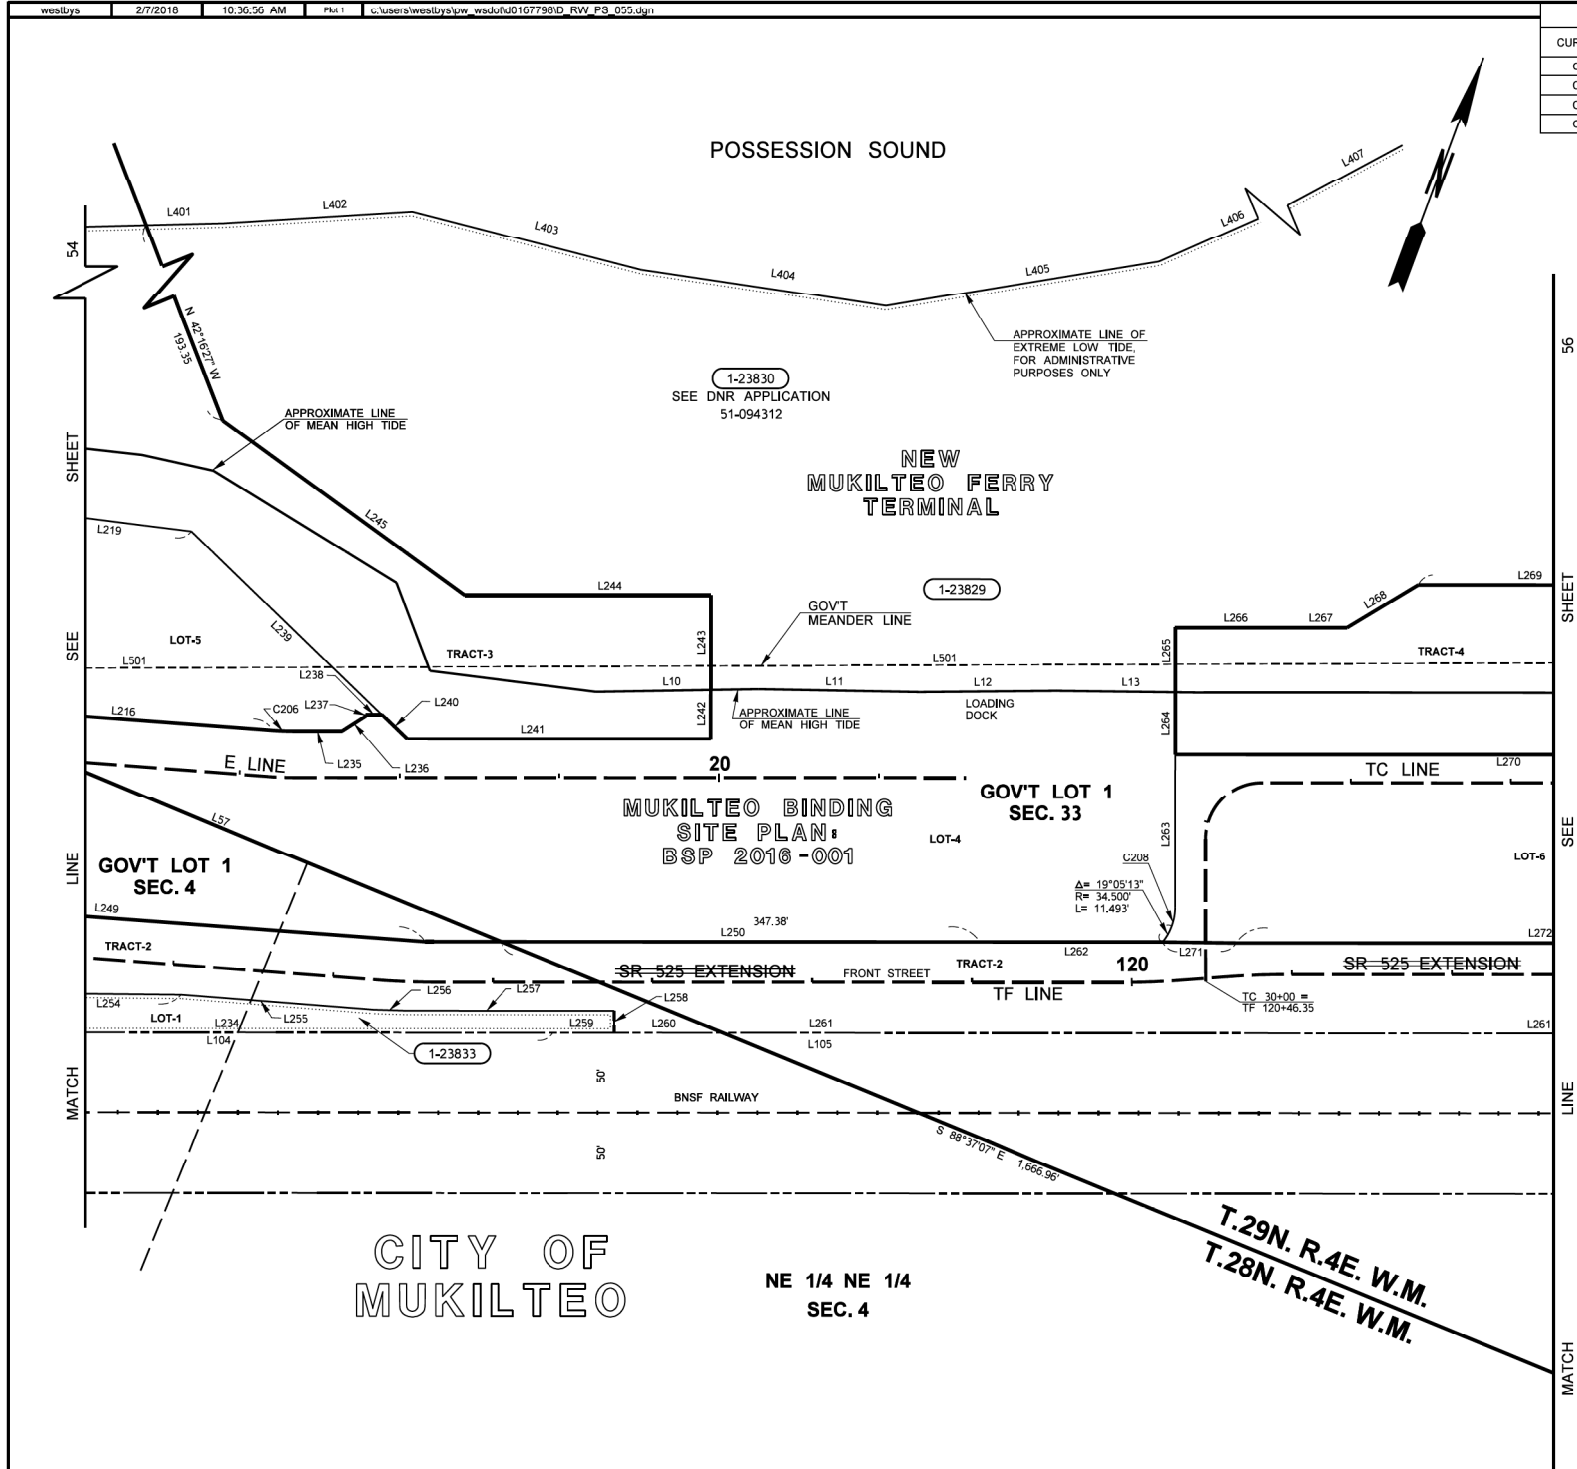 westbys 2/7/2018 10:36:56 AM Plot 1 c:\users\westbys\pw_wsdot\d0167798\D_RW_PS_055.dgn
POSSESSION SOUND
N
L401
L402
L403
L404
L405
L406
L407
54
SHEET
SEE
LINE
MATCH
56
SHEET
SEE
LINE
MATCH
N 42°16'27" W
193.35
APPROXIMATE LINE OF
EXTREME LOW TIDE,
FOR ADMINISTRATIVE
PURPOSES ONLY
1-23830
SEE DNR APPLICATION
51-094312
APPROXIMATE LINE
OF MEAN HIGH TIDE
NEW
MUKILTEO FERRY
TERMINAL
L245
L219
L244
1-23829
L269
L268
GOV'T
MEANDER LINE
L266
L267
L239
LOT-5
L243
L265
TRACT-3
TRACT-4
L501
L501
L238
L10
L11
L12
L13
L216
C206
L237
L240
L242
APPROXIMATE LINE
OF MEAN HIGH TIDE
LOADING
DOCK
L264
L241
L235
L236
E LINE
20
TC LINE
L270
GOV'T LOT 1
SEC. 33
MUKILTEO BINDING
SITE PLAN:
BSP 2016-001
L57
LOT-4
L263
LOT-6
GOV'T LOT 1
SEC. 4
C208
Δ= 19°05'13"
R= 34.500'
L= 11.493'
L249
347.38'
L250
L272
TRACT-2
L262
L271
SR 525 EXTENSION
FRONT STREET
TRACT-2
120
SR 525 EXTENSION
TF LINE
L254
L256
L257
L258
TC 30+00 =
TF 120+46.35
LOT-1
L234
L255
L259
L260
L261
L261
L104
L105
1-23833
50'
BNSF RAILWAY
50'
S 88°37'07" E 1,666.96'
T.29N. R.4E. W.M.
T.28N. R.4E. W.M.
CITY OF
MUKILTEO
NE 1/4 NE 1/4
SEC. 4